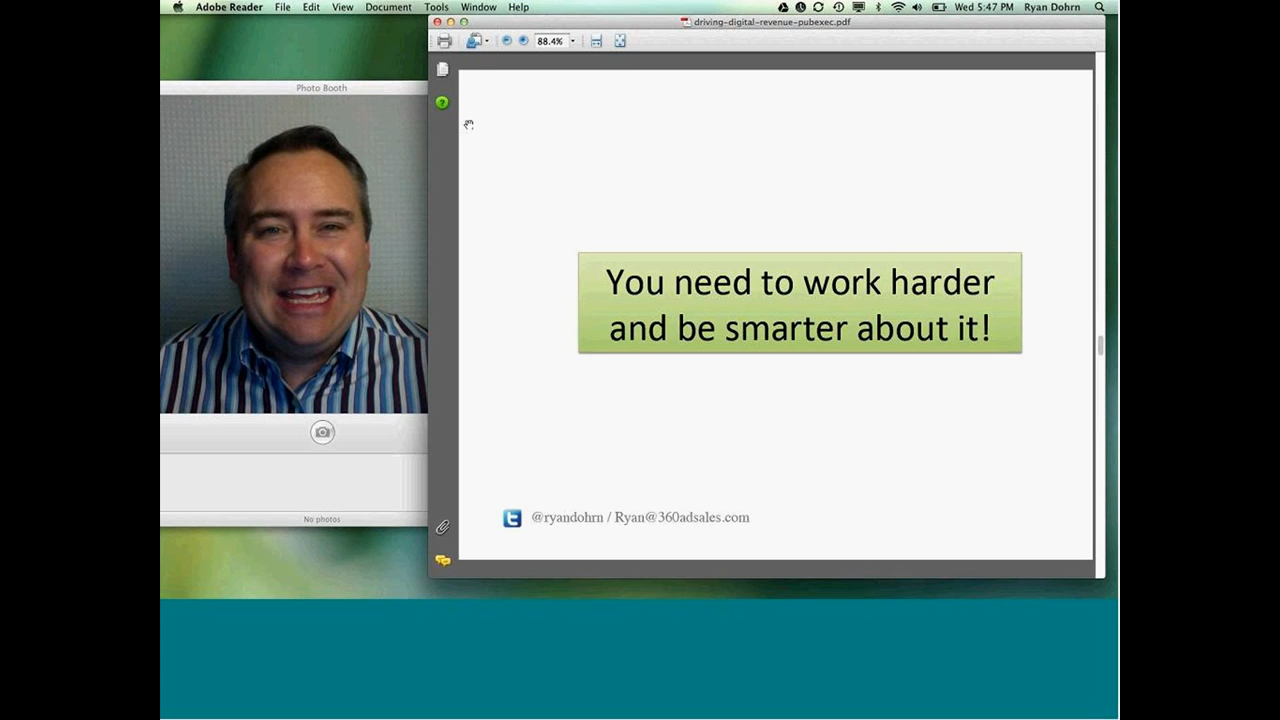 Adobe Reader File Edit View Document Tools Window Help Wed 5:47 PM Ryan Dohrn
driving-digital-revenue-pubexec.pdf
88.4%
Photo Booth
You need to work harder
and be smarter about it!
@ryandohrn / Ryan@360adsales.com
No photos